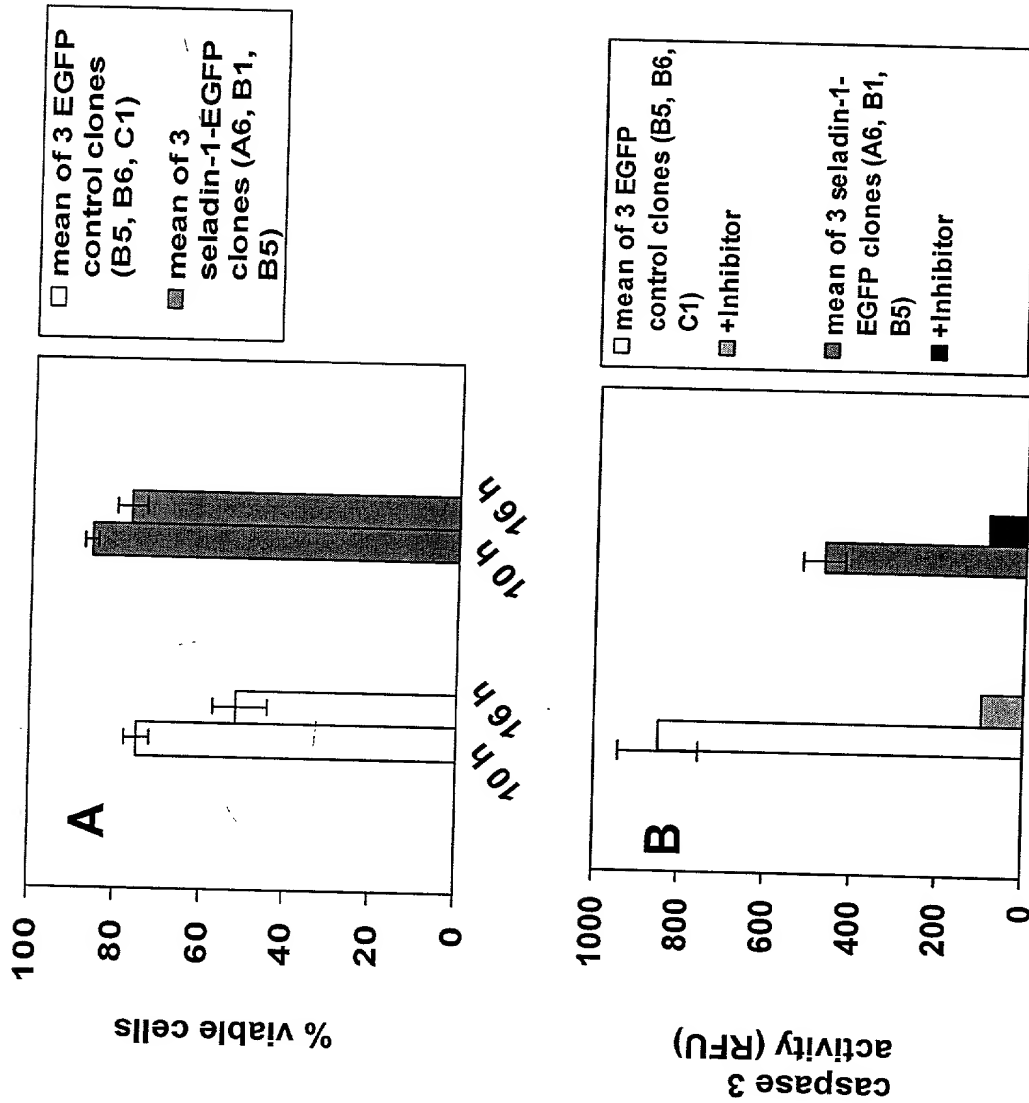 A
% viable cells
100
80
60
40
20
0
10 h
16 h
10 h
16 h
mean of 3 EGFP
control clones
(B5, B6, C1)
mean of 3
seladin-1-EGFP
clones (A6, B1,
B5)
B
caspase 3
activity (RFU)
1000
800
600
400
200
0
mean of 3 EGFP
control clones (B5, B6,
C1)
+Inhibitor
mean of 3 seladin-1-
EGFP clones (A6, B1,
B5)
+Inhibitor